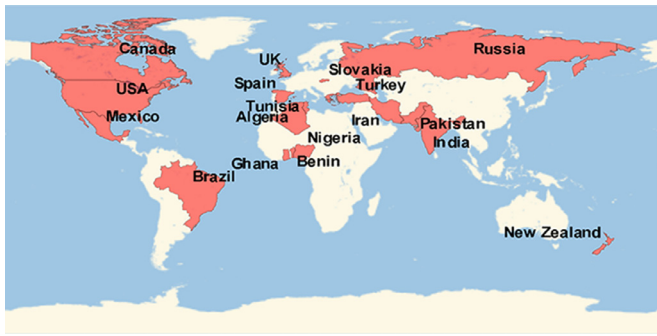 Canada
Russia
UK
Slovakia
Spain
Turkey
USA
Tunisia
Mexico
Algeria
Iran
Pakistan
Nigeria
India
Ghana
Benin
Brazil
New Zealand